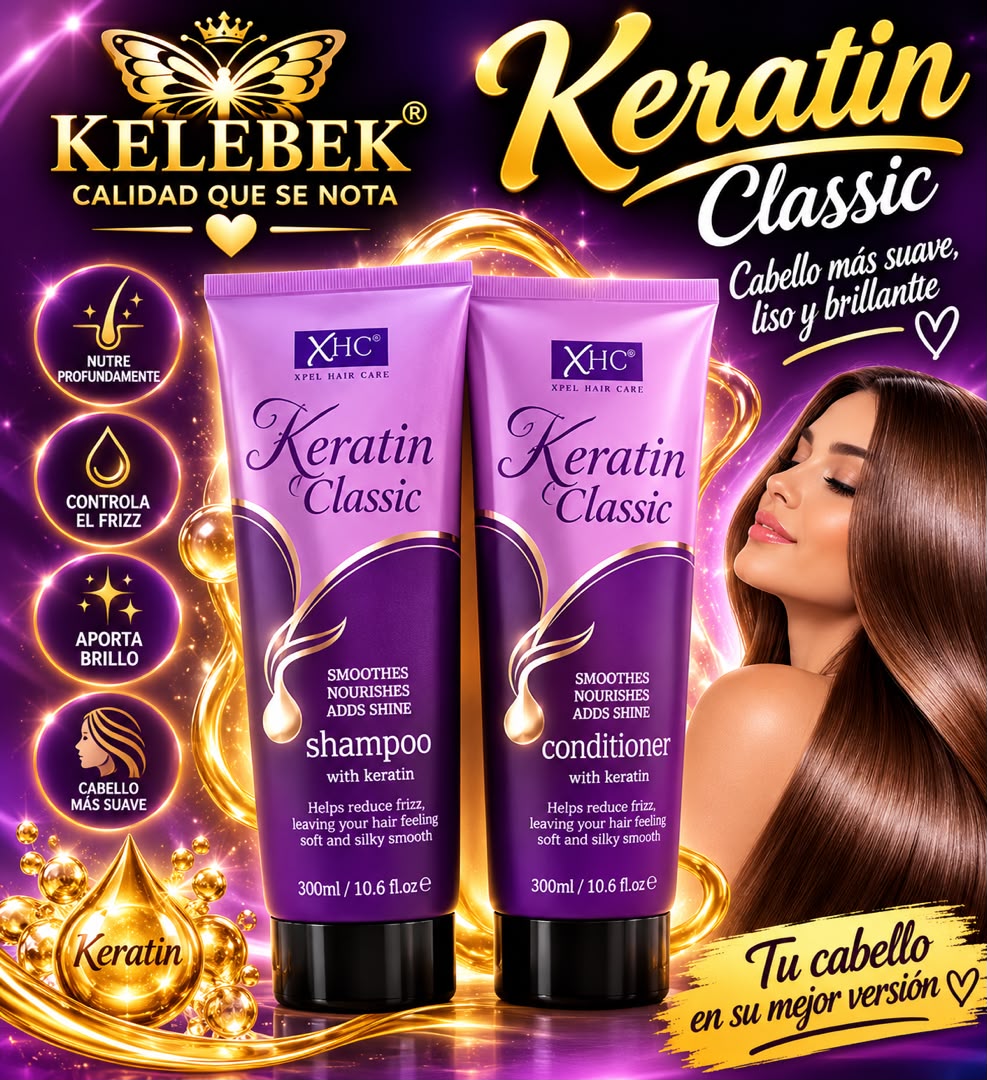 KELEBEK®
CALIDAD QUE SE NOTA
Keratin
Classic
Cabello más suave,
liso y brillantte
NUTRE
PROFUNDAMENTE
CONTROLA
EL FRIZZ
APORTA
BRILLO
CABELLO
MÁS SUAVE
Keratin
XHC®
XPEL HAIR CARE
Keratin
Classic
SMOOTHES
NOURISHES
ADDS SHINE
shampoo
with keratin
Helps reduce frizz,
leaving your hair feeling
soft and silky smooth
300ml / 10.6 fl.oz e
XHC®
XPEL HAIR CARE
Keratin
Classic
SMOOTHES
NOURISHES
ADDS SHINE
conditioner
with keratin
Helps reduce frizz,
leaving your hair feeling
soft and silky smooth
300ml / 10.6 fl.oz e
Tu cabello
en su mejor versión